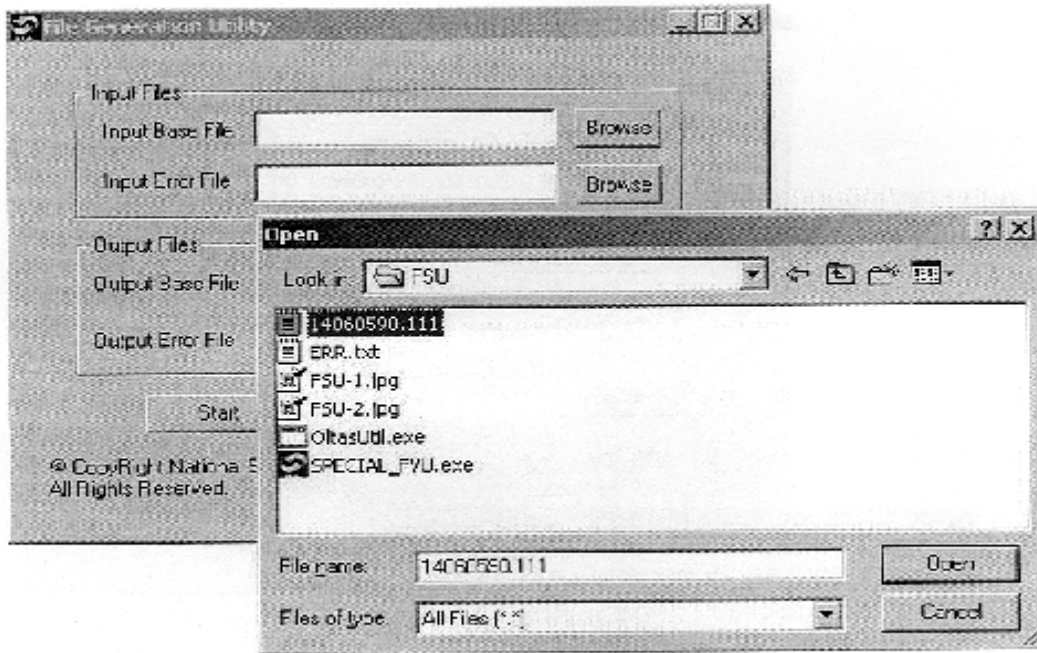 File Generation Utility
Input Files
Input Base File
Browse
Input Error File
Browse
Output Files
Output Base File
Output Error File
Start
© CopyRight National S
All Rights Reserved.
Open
Look in: FSU
14060590.111
ERR.txt
FSU-1.jpg
FSU-2.jpg
OltasUtil.exe
SPECIAL_FVU.exe
File name: 14060590.111
Open
Files of type: All Files (*.*)
Cancel